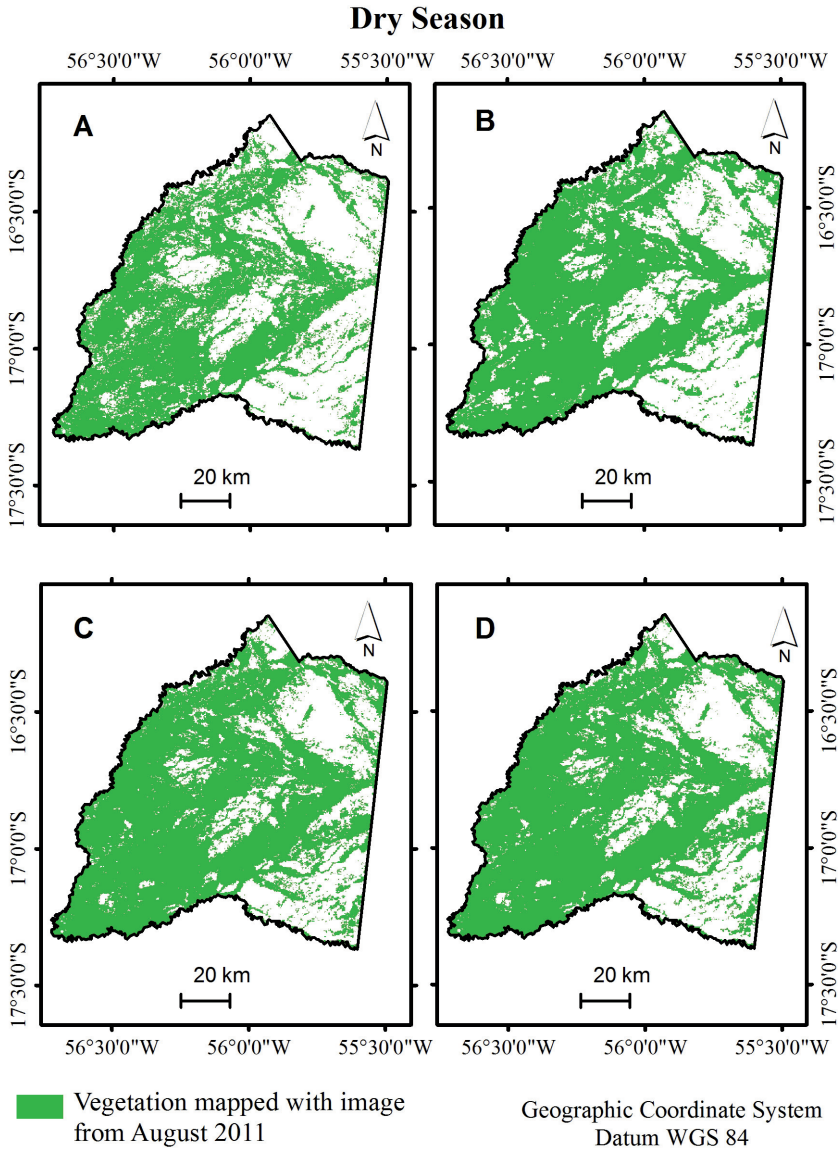 Dry Season
56°30'0"W 56°0'0"W 55°30'0"W 56°30'0"W 56°0'0"W 55°30'0"W
A
N
B
N
16°30'0"S
16°30'0"S
17°0'0"S
17°0'0"S
20 km
20 km
17°30'0"S
17°30'0"S
C
N
D
N
16°30'0"S
16°30'0"S
17°0'0"S
17°0'0"S
20 km
20 km
17°30'0"S
17°30'0"S
56°30'0"W 56°0'0"W 55°30'0"W 56°30'0"W 56°0'0"W 55°30'0"W
Vegetation mapped with image
from August 2011
Geographic Coordinate System
Datum WGS 84